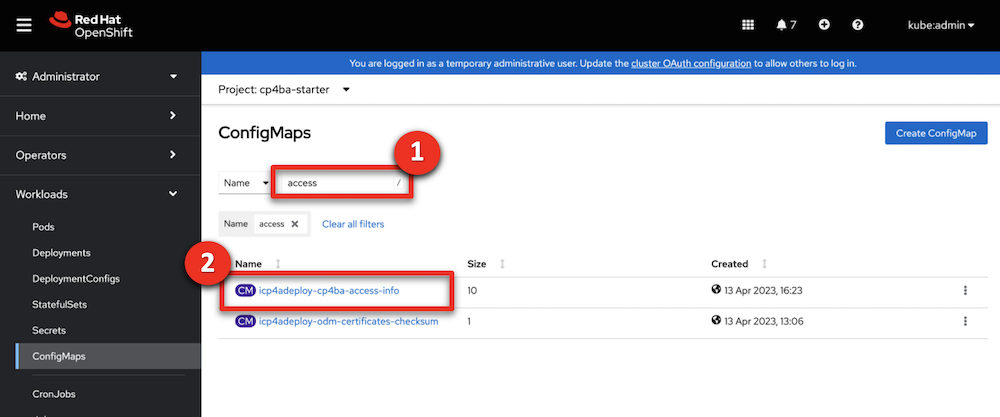 Red Hat
OpenShift
7
kube:admin
Administrator
You are logged in as a temporary administrative user. Update the cluster OAuth configuration to allow others to log in.
Project: cp4ba-starter
Home
Operators
Workloads
Pods
Deployments
DeploymentConfigs
StatefulSets
Secrets
ConfigMaps
CronJobs
ConfigMaps
Create ConfigMap
1
Name
access
/
Name
access
Clear all filters
2
Name
Size
Created
CM icp4adeploy-cp4ba-access-info
10
13 Apr 2023, 16:23
CM icp4adeploy-odm-certificates-checksum
1
13 Apr 2023, 13:06